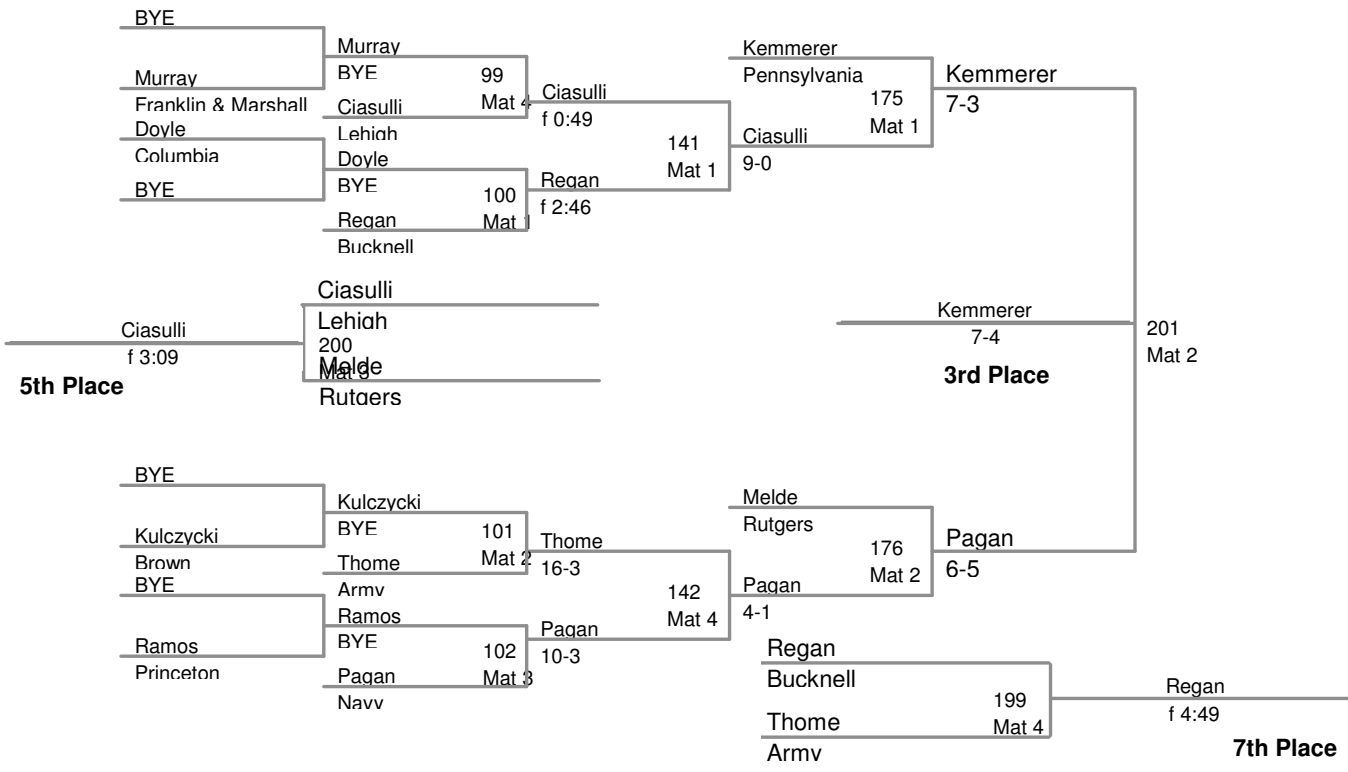 BYE
Murray
Franklin & Marshall
Doyle
Columbia
BYE
Murray
BYE
99
Mat 4
Ciasulli
Lehigh
Doyle
BYE
100
Mat 1
Regan
Bucknell
Ciasulli
f 0:49
141
Mat 1
Regan
f 2:46
Kemmerer
Pennsylvania
175
Mat 1
Ciasulli
9-0
Kemmerer
7-3
Ciasulli
f 3:09
5th Place
Ciasulli
Lehigh
200
Mat 3
Melde
Rutgers
Kemmerer
7-4
3rd Place
201
Mat 2
BYE
Kulczycki
Brown
BYE
Ramos
Princeton
Kulczycki
BYE
101
Mat 2
Thome
Army
Ramos
BYE
102
Mat 3
Pagan
Navy
Thome
16-3
142
Mat 4
Pagan
10-3
Melde
Rutgers
176
Mat 2
Pagan
4-1
Pagan
6-5
Regan
Bucknell
199
Mat 4
Thome
Army
Regan
f 4:49
7th Place